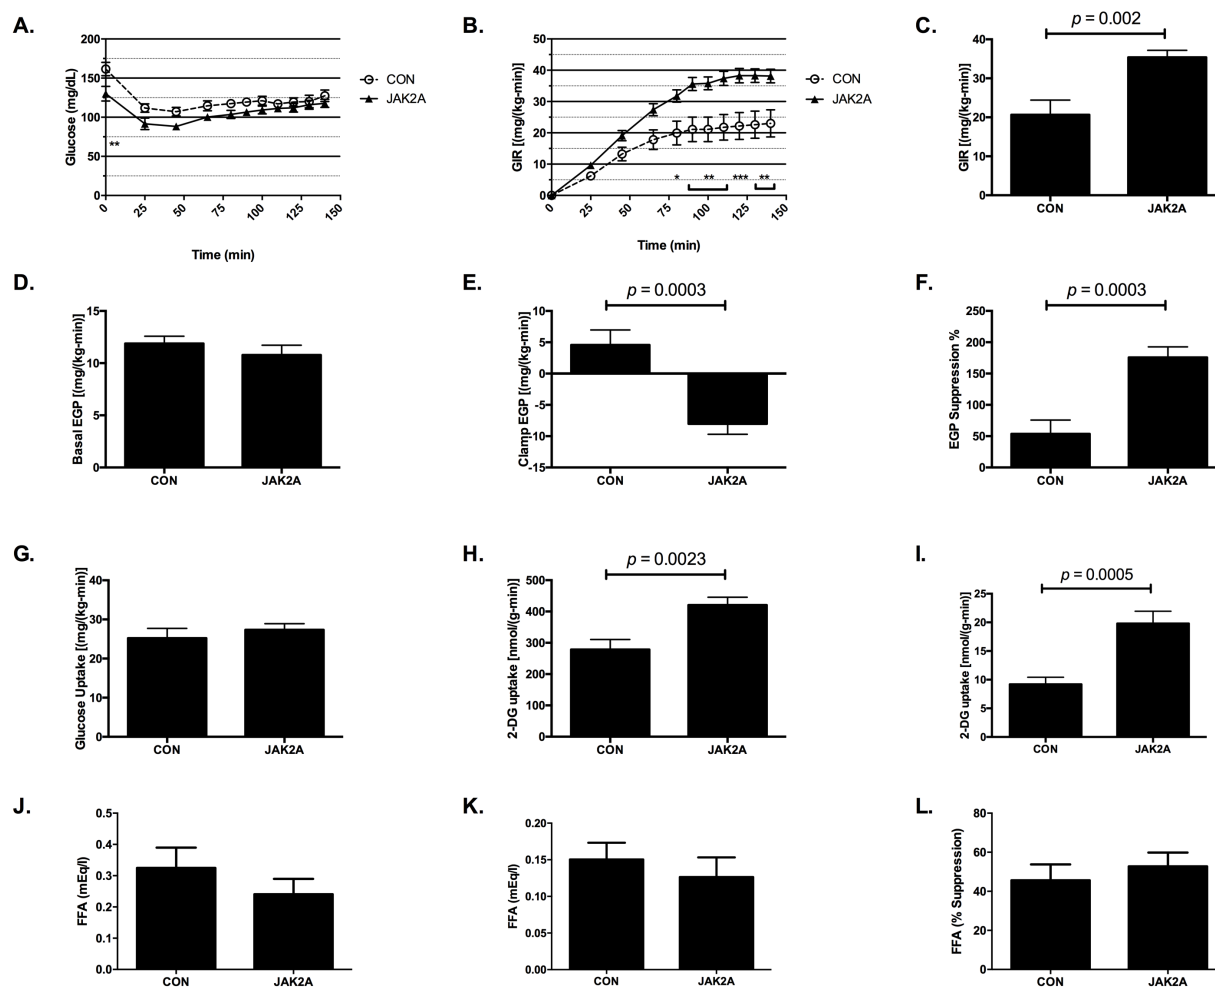 A.
Glucose (mg/dL)
200
150
100
50
0
**
0 25 50 75 100 125 150
Time (min)
CON
JAK2A
B.
GIR [(mg/(kg-min)]
50
40
30
20
10
0
* ** *** **
0 25 50 75 100 125 150
Time (min)
CON
JAK2A
C.
p = 0.002
GIR [(mg/(kg-min)]
40
30
20
10
0
CON JAK2A
D.
Basal EGP [(mg/(kg-min)]
15
10
5
0
CON JAK2A
E.
p = 0.0003
Clamp EGP [(mg/(kg-min)]
10
5
0
-5
-10
-15
CON JAK2A
F.
p = 0.0003
EGP Suppression %
250
200
150
100
50
0
CON JAK2A
G.
Glucose Uptake [(mg/(kg-min)]
40
30
20
10
0
CON JAK2A
H.
p = 0.0023
2-DG uptake [nmol/(g-min)]
500
400
300
200
100
0
CON JAK2A
I.
p = 0.0005
2-DG uptake [nmol/(g-min)]
25
20
15
10
5
0
CON JAK2A
J.
FFA (mEq/l)
0.5
0.4
0.3
0.2
0.1
0.0
CON JAK2A
K.
FFA (mEq/l)
0.20
0.15
0.10
0.05
0.00
CON JAK2A
L.
FFA (% Suppression)
80
60
40
20
0
CON JAK2A